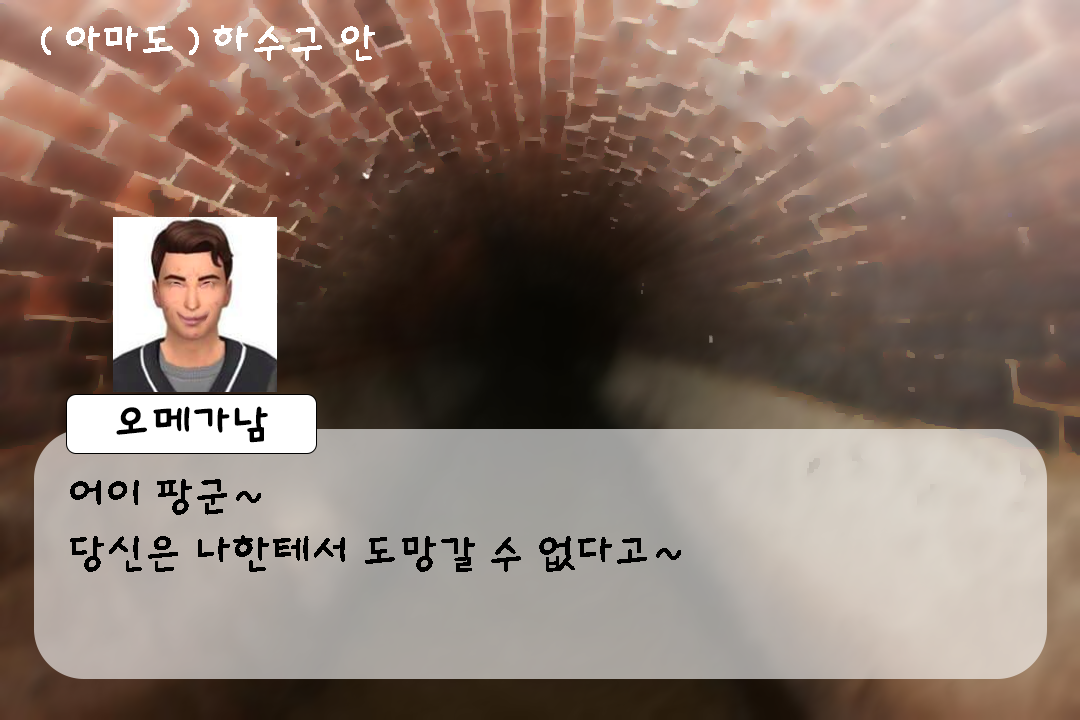 ( 아마도 ) 하수구 안
오메가남
어이 팡군~
당신은 나한테서 도망갈 수 없다고~